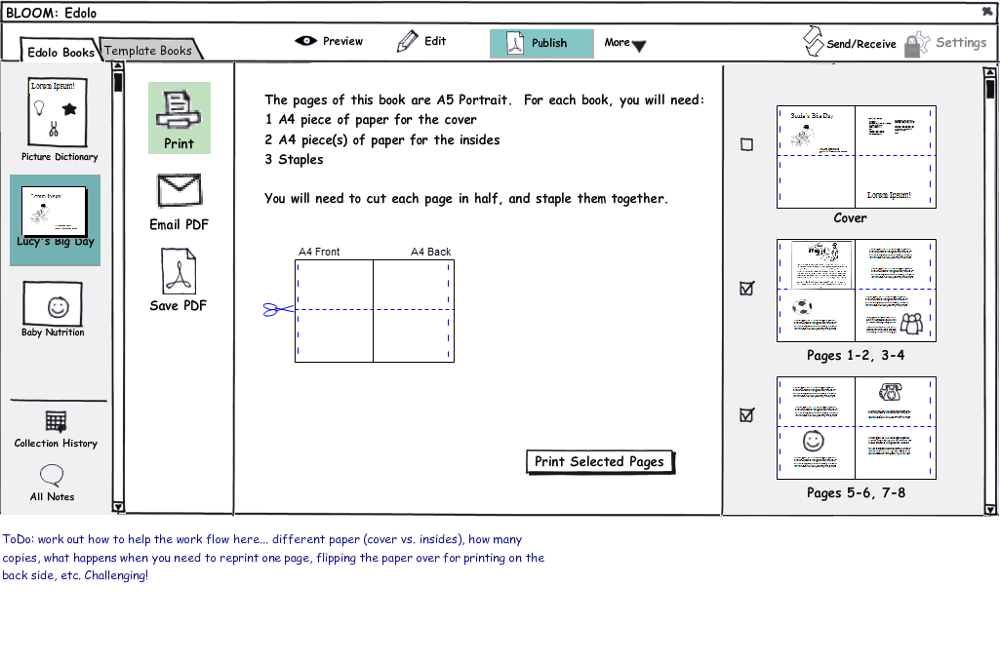 BLOOM: Edolo
Edolo Books
Template Books
Preview
Edit
Publish
More
Send/Receive
Settings
Lorem Ipsum!
Picture Dictionary
Lorem Ipsum
Lucy's Big Day
Baby Nutrition
Collection History
All Notes
Print
Email PDF
Save PDF
The pages of this book are A5 Portrait. For each book, you will need:
1 A4 piece of paper for the cover
2 A4 piece(s) of paper for the insides
3 Staples
You will need to cut each page in half, and staple them together.
A4 Front
A4 Back
Print Selected Pages
Suzie's Big Day
Lorem Ipsum!
Cover
Pages 1-2, 3-4
Pages 5-6, 7-8
ToDo: work out how to help the work flow here... different paper (cover vs. insides), how many
copies, what happens when you need to reprint one page, flipping the paper over for printing on the
back side, etc. Challenging!